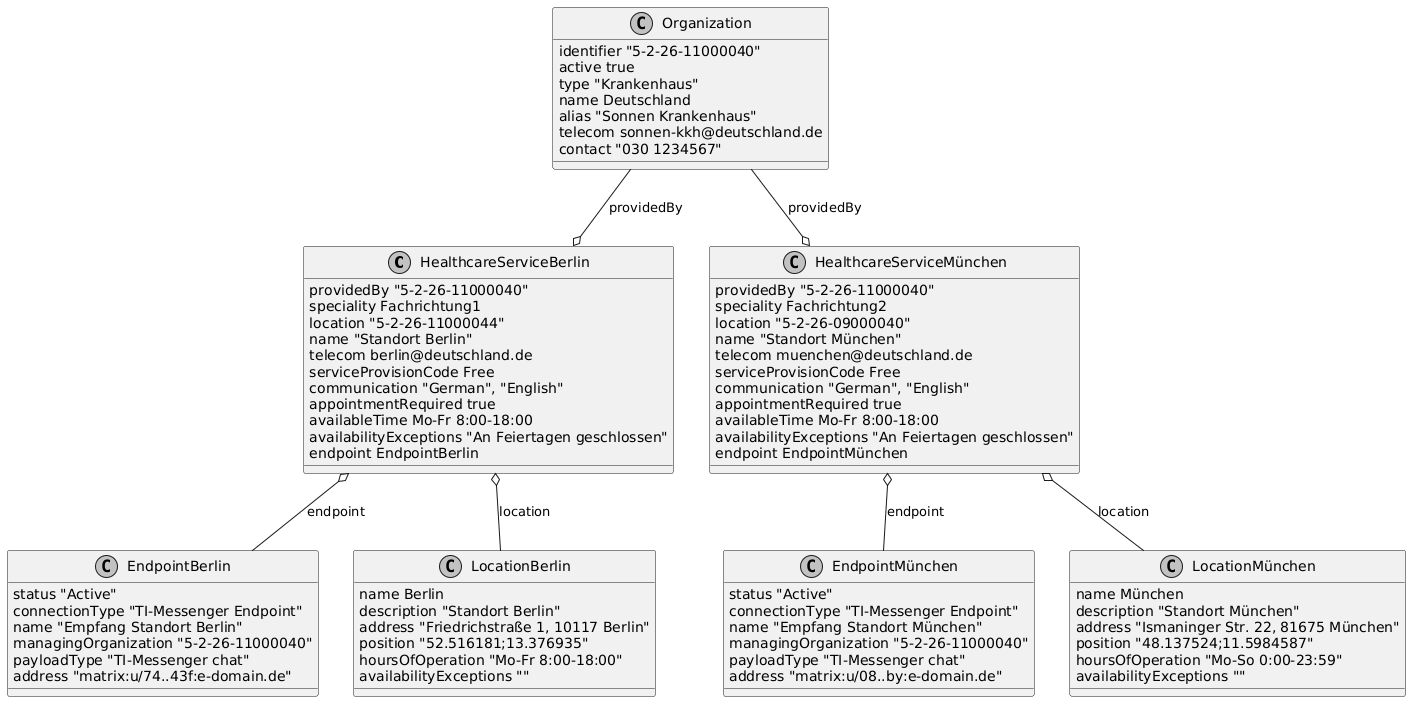 C Organization
identifier "5-2-26-11000040"
active true
type "Krankenhaus"
name Deutschland
alias "Sonnen Krankenhaus"
telecom sonnen-kkh@deutschland.de
contact "030 1234567"
providedBy
providedBy
C HealthcareServiceBerlin
providedBy "5-2-26-11000040"
speciality Fachrichtung1
location "5-2-26-11000044"
name "Standort Berlin"
telecom berlin@deutschland.de
serviceProvisionCode Free
communication "German", "English"
appointmentRequired true
availableTime Mo-Fr 8:00-18:00
availabilityExceptions "An Feiertagen geschlossen"
endpoint EndpointBerlin
C HealthcareServiceMünchen
providedBy "5-2-26-11000040"
speciality Fachrichtung2
location "5-2-26-09000040"
name "Standort München"
telecom muenchen@deutschland.de
serviceProvisionCode Free
communication "German", "English"
appointmentRequired true
availableTime Mo-Fr 8:00-18:00
availabilityExceptions "An Feiertagen geschlossen"
endpoint EndpointMünchen
endpoint
location
endpoint
location
C EndpointBerlin
status "Active"
connectionType "TI-Messenger Endpoint"
name "Empfang Standort Berlin"
managingOrganization "5-2-26-11000040"
payloadType "TI-Messenger chat"
address "matrix:u/74..43f:e-domain.de"
C LocationBerlin
name Berlin
description "Standort Berlin"
address "Friedrichstraße 1, 10117 Berlin"
position "52.516181;13.376935"
hoursOfOperation "Mo-Fr 8:00-18:00"
availabilityExceptions ""
C EndpointMünchen
status "Active"
connectionType "TI-Messenger Endpoint"
name "Empfang Standort München"
managingOrganization "5-2-26-11000040"
payloadType "TI-Messenger chat"
address "matrix:u/08..by:e-domain.de"
C LocationMünchen
name München
description "Standort München"
address "Ismaninger Str. 22, 81675 München"
position "48.137524;11.5984587"
hoursOfOperation "Mo-So 0:00-23:59"
availabilityExceptions ""